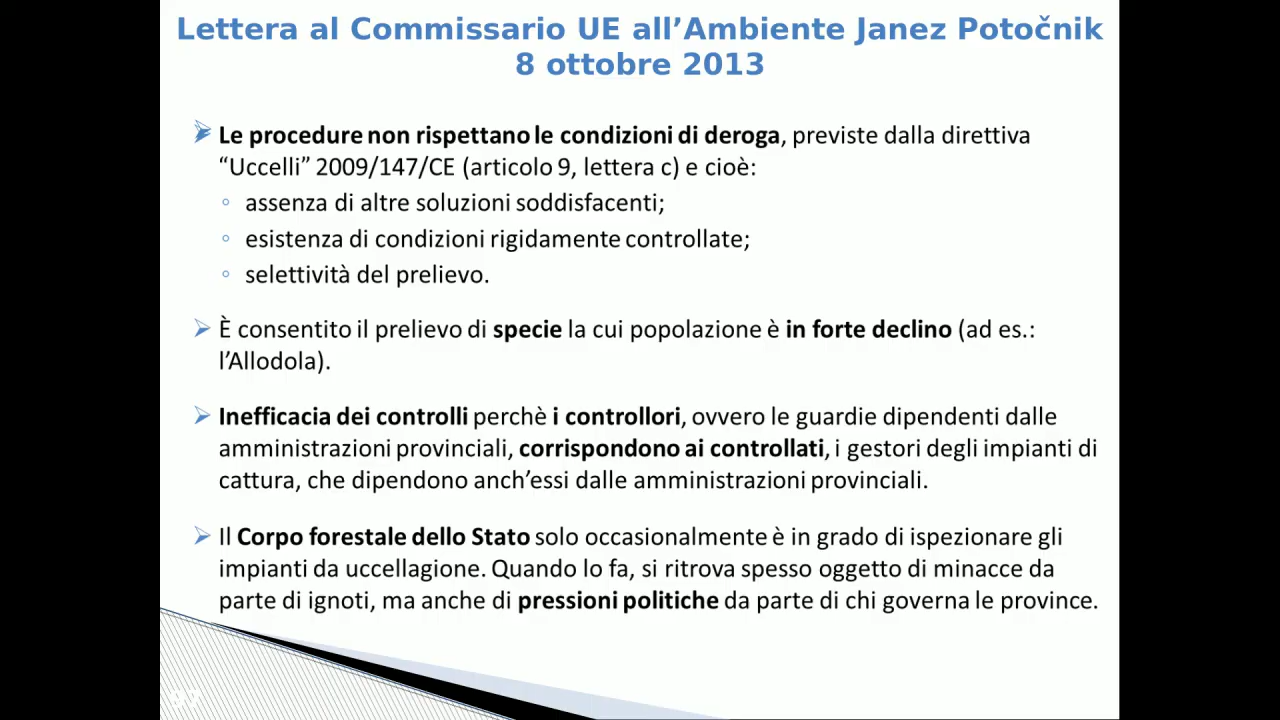 Lettera al Commissario UE all’Ambiente Janez Potočnik
8 ottobre 2013
Le procedure non rispettano le condizioni di deroga, previste dalla direttiva
“Uccelli” 2009/147/CE (articolo 9, lettera c) e cioè:
assenza di altre soluzioni soddisfacenti;
esistenza di condizioni rigidamente controllate;
selettività del prelievo.
È consentito il prelievo di specie la cui popolazione è in forte declino (ad es.:
l’Allodola).
Inefficacia dei controlli perchè i controllori, ovvero le guardie dipendenti dalle
amministrazioni provinciali, corrispondono ai controllati, i gestori degli impianti di
cattura, che dipendono anch’essi dalle amministrazioni provinciali.
Il Corpo forestale dello Stato solo occasionalmente è in grado di ispezionare gli
impianti da uccellagione. Quando lo fa, si ritrova spesso oggetto di minacce da
parte di ignoti, ma anche di pressioni politiche da parte di chi governa le province.